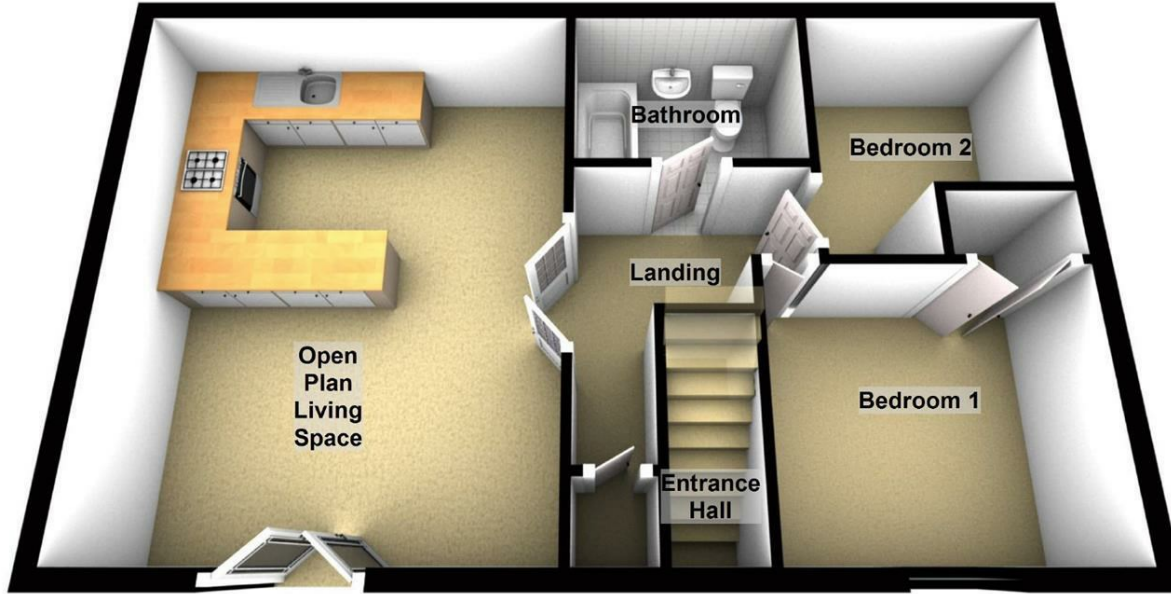 Bathroom
Bedroom 2
Landing
Open
Plan
Living
Space
Bedroom 1
Entrance
Hall